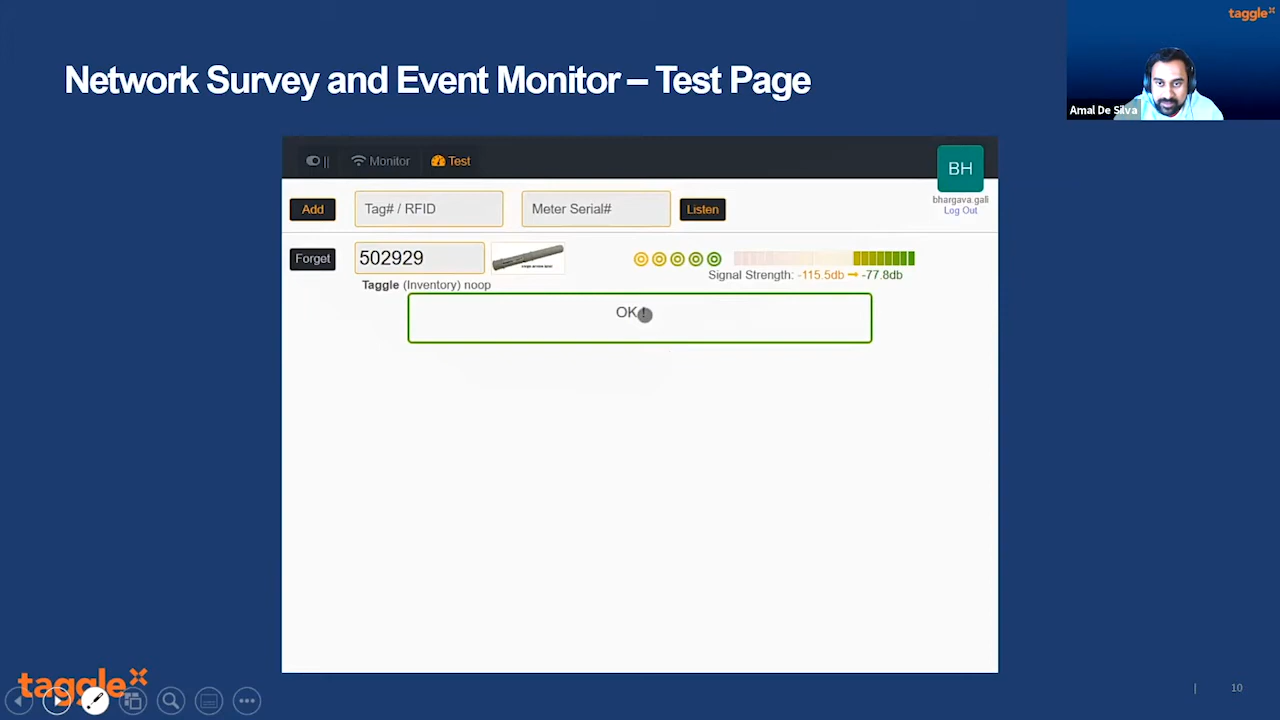 taggle
Network Survey and Event Monitor – Test Page
Amal De Silva
Monitor
Test
BH
bhargava.gali
Log Out
Add
Tag# / RFID
Meter Serial#
Listen
Forget
502929
Signal Strength: -115.5db → -77.8db
Taggle (Inventory) noop
OK !
taggle
| 10